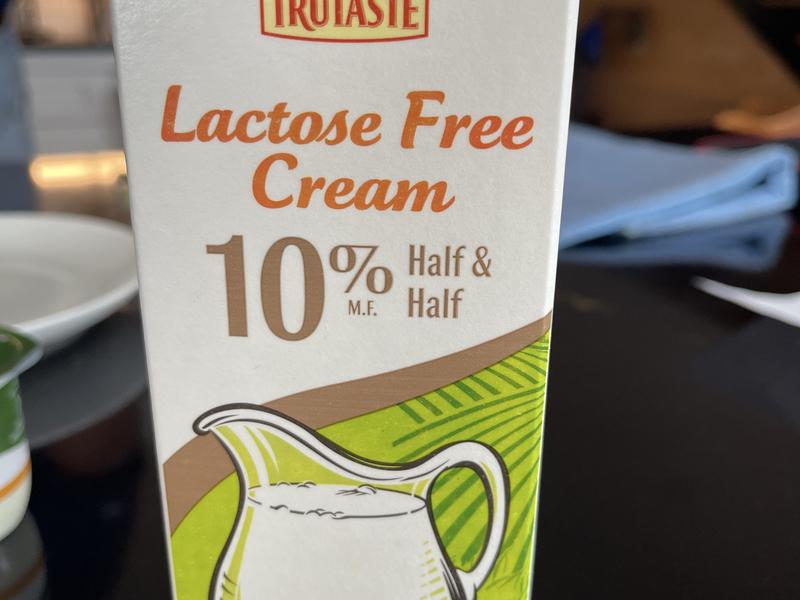 TRUTASTE
Lactose Free
Cream
10%
M.F.
Half &
Half